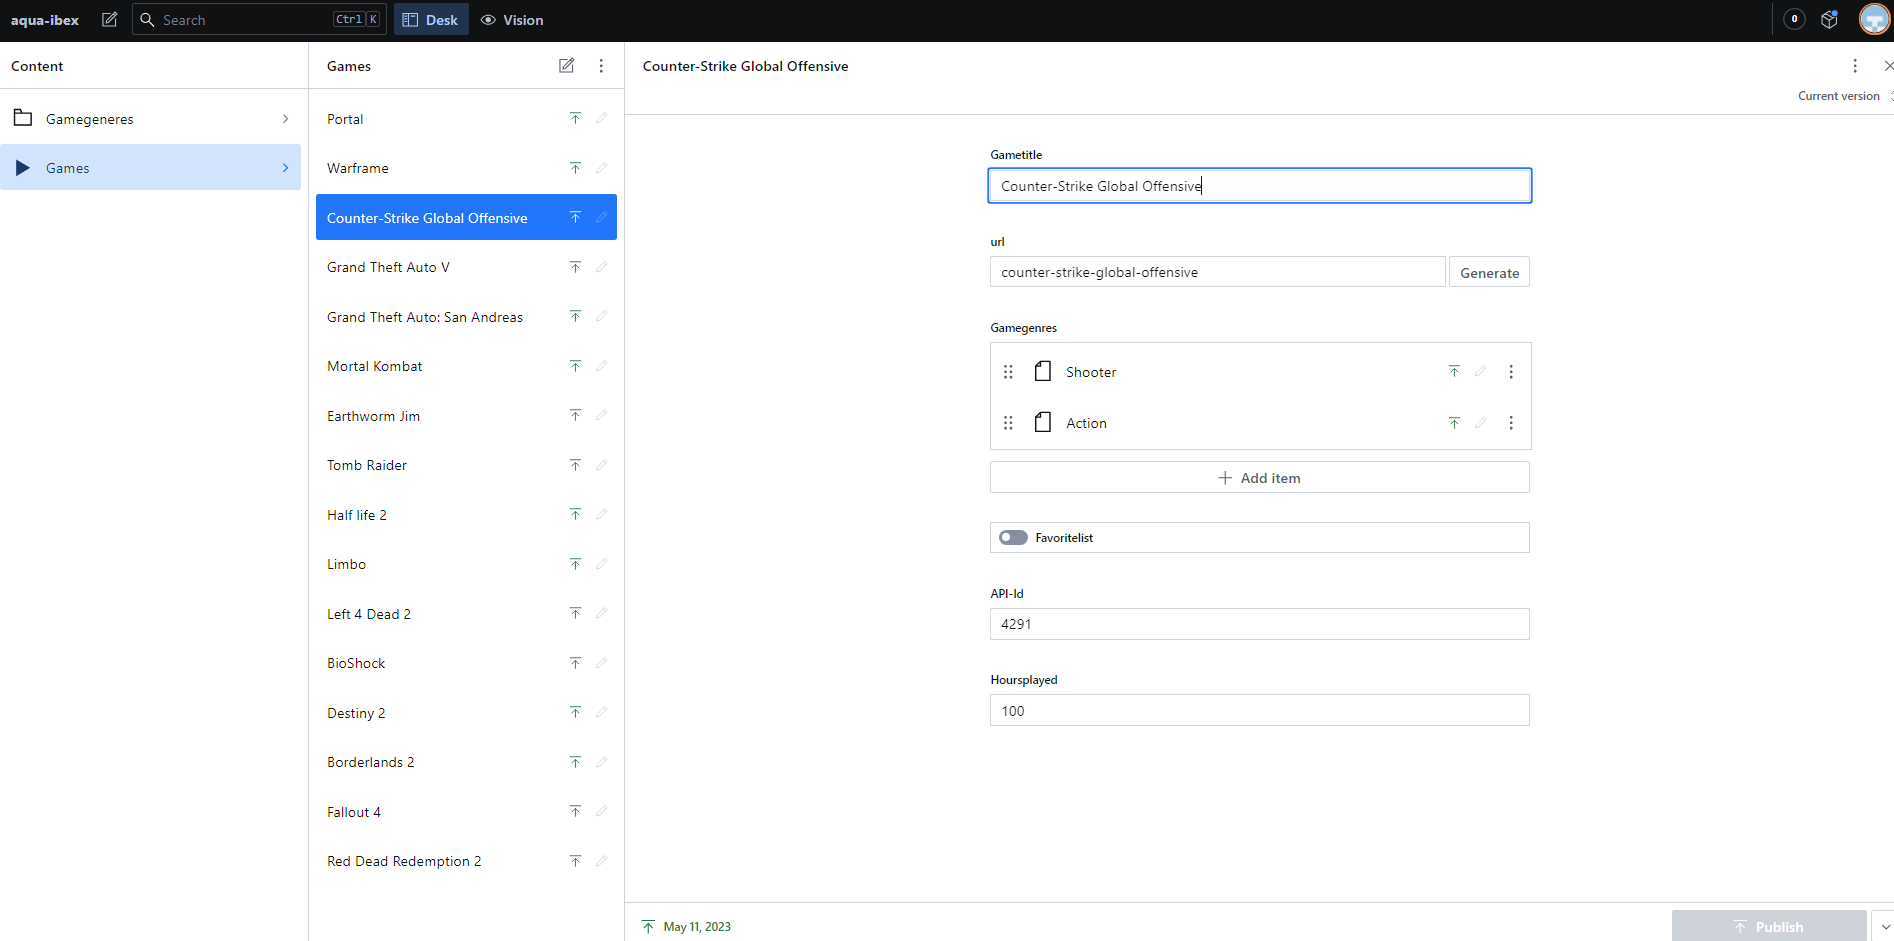 aqua-ibex
Search
Ctrl K
Desk
Vision
0
Content
Gamegeneres
Games
Games
Portal
Warframe
Counter-Strike Global Offensive
Grand Theft Auto V
Grand Theft Auto: San Andreas
Mortal Kombat
Earthworm Jim
Tomb Raider
Half life 2
Limbo
Left 4 Dead 2
BioShock
Destiny 2
Borderlands 2
Fallout 4
Red Dead Redemption 2
Counter-Strike Global Offensive
Current version
Gametitle
Counter-Strike Global Offensive
url
counter-strike-global-offensive
Generate
Gamegenres
Shooter
Action
Add item
Favoritelist
API-Id
4291
Hoursplayed
100
May 11, 2023
Publish